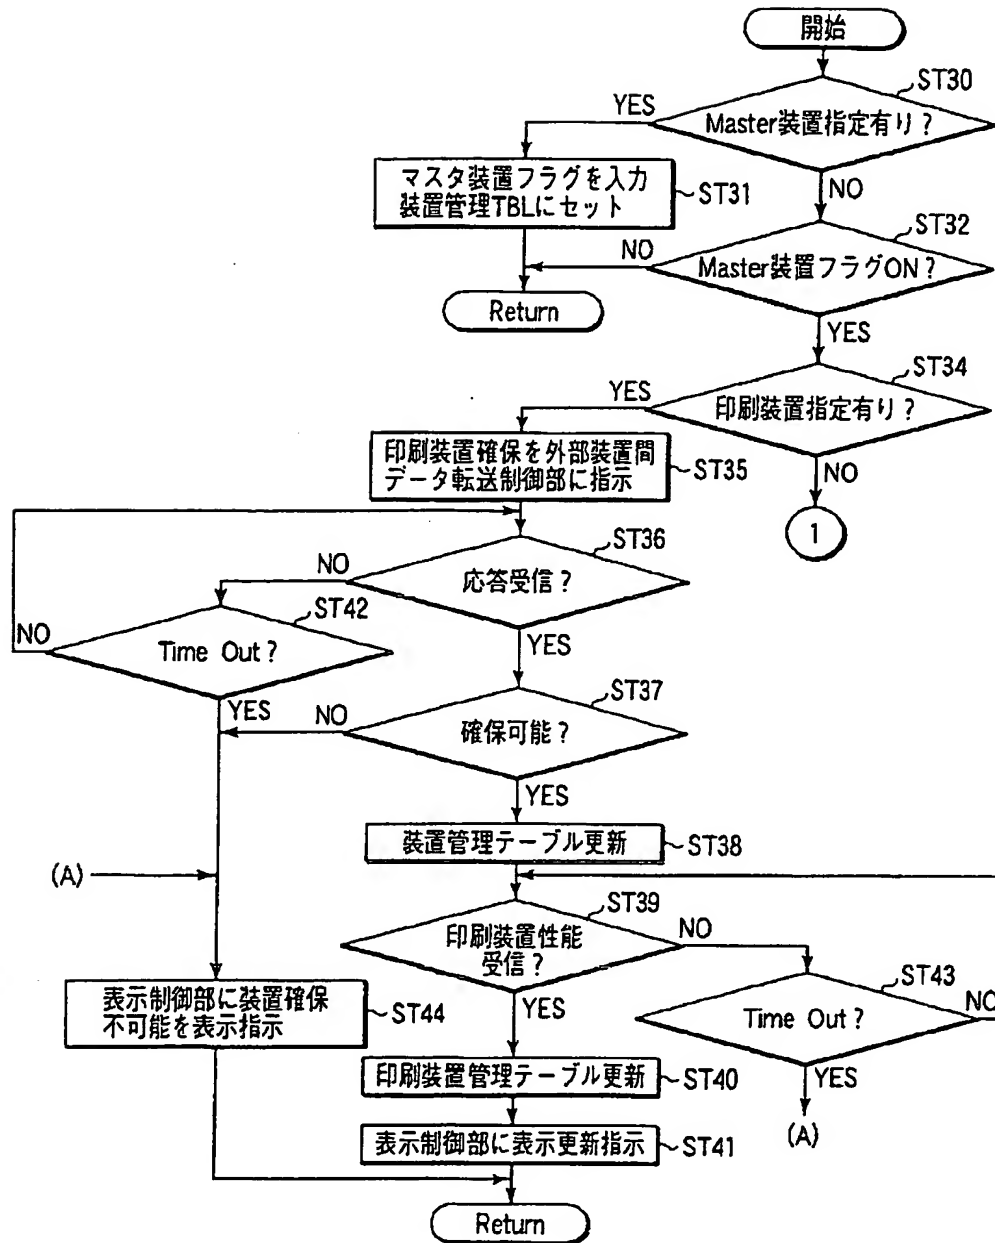 開始
ST30
YES
Master装置指定有り?
マスタ装置フラグを入力
装置管理TBLにセット
ST31
NO
ST32
NO
Master装置フラグON?
Return
YES
ST34
YES
印刷装置指定有り?
印刷装置確保を外部装置間
データ転送制御部に指示
ST35
NO
1
ST36
NO
応答受信?
ST42
NO
Time Out?
YES
ST37
YES
NO
確保可能?
YES
装置管理テーブル更新
ST38
(A)
ST39
NO
印刷装置性能
受信?
ST43
表示制御部に装置確保
不可能を表示指示
ST44
YES
Time Out?
NO
印刷装置管理テーブル更新
ST40
YES
表示制御部に表示更新指示
ST41
(A)
Return